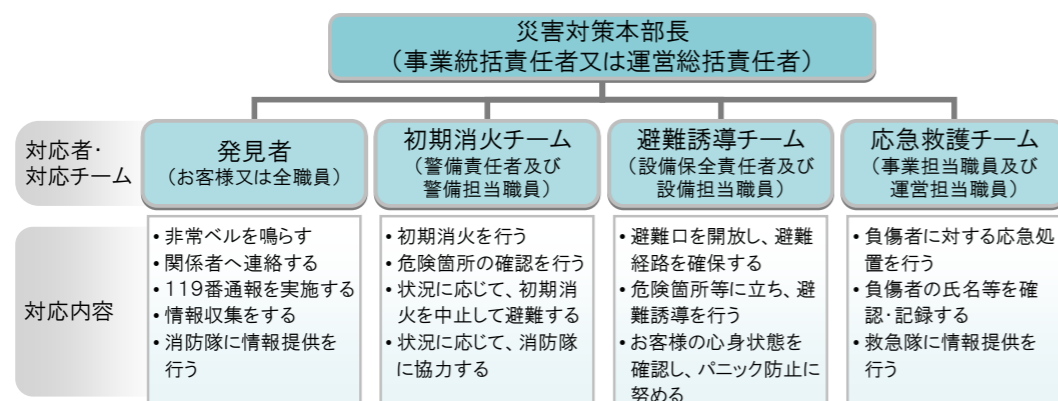 災害対策本部長
（事業統括責任者又は運営総括責任者）
対応者・
対応チーム
発見者
（お客様又は全職員）
初期消火チーム
（警備責任者及び
警備担当職員）
避難誘導チーム
（設備保全責任者及び
設備担当職員）
応急救護チーム
（事業担当職員及び
運営担当職員）
対応内容
• 非常ベルを鳴らす
• 関係者へ連絡する
• 119番通報を実施する
• 情報収集をする
• 消防隊に情報提供を
行う
• 初期消火を行う
• 危険箇所の確認を行う
• 状況に応じて、初期消
火を中止して避難する
• 状況に応じて、消防隊
に協力する
• 避難口を開放し、避難
経路を確保する
• 危険箇所等に立ち、避
難誘導を行う
• お客様の心身状態を
確認し、パニック防止に
努める
• 負傷者に対する応急処
置を行う
• 負傷者の氏名等を確
認・記録する
• 救急隊に情報提供を
行う